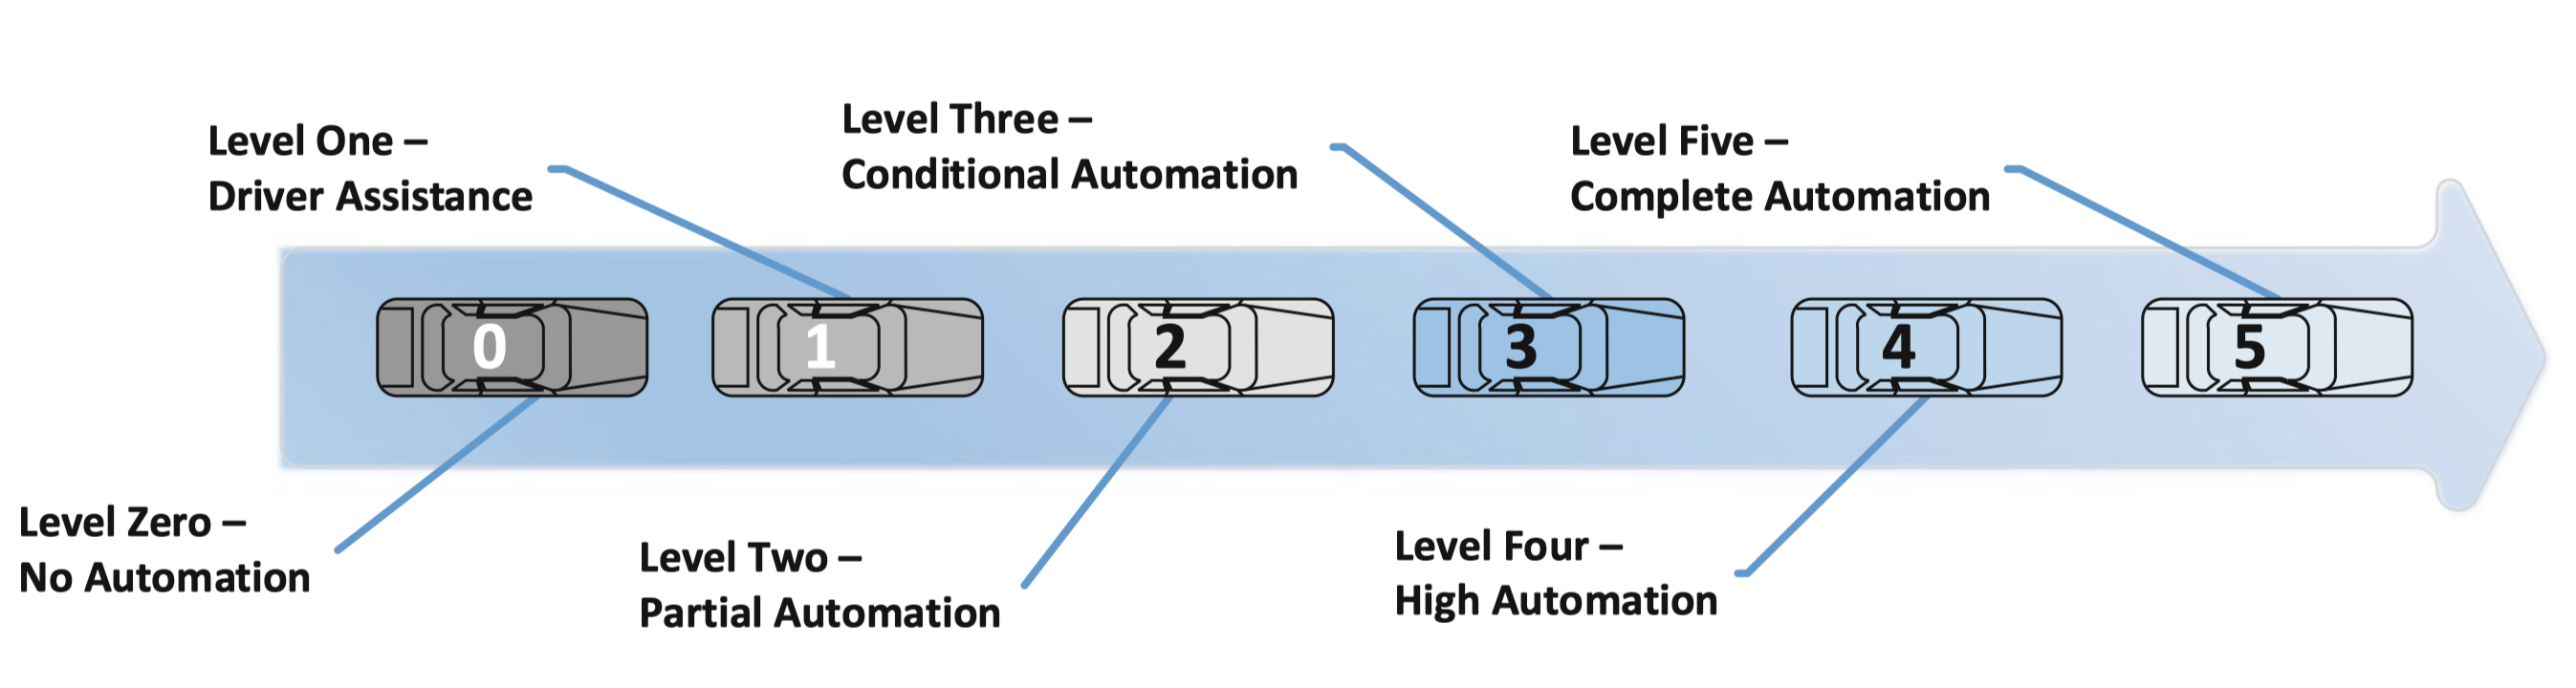 Level One –
Driver Assistance
Level Three –
Conditional Automation
Level Five –
Complete Automation
0
1
2
3
4
5
Level Zero –
No Automation
Level Two –
Partial Automation
Level Four –
High Automation